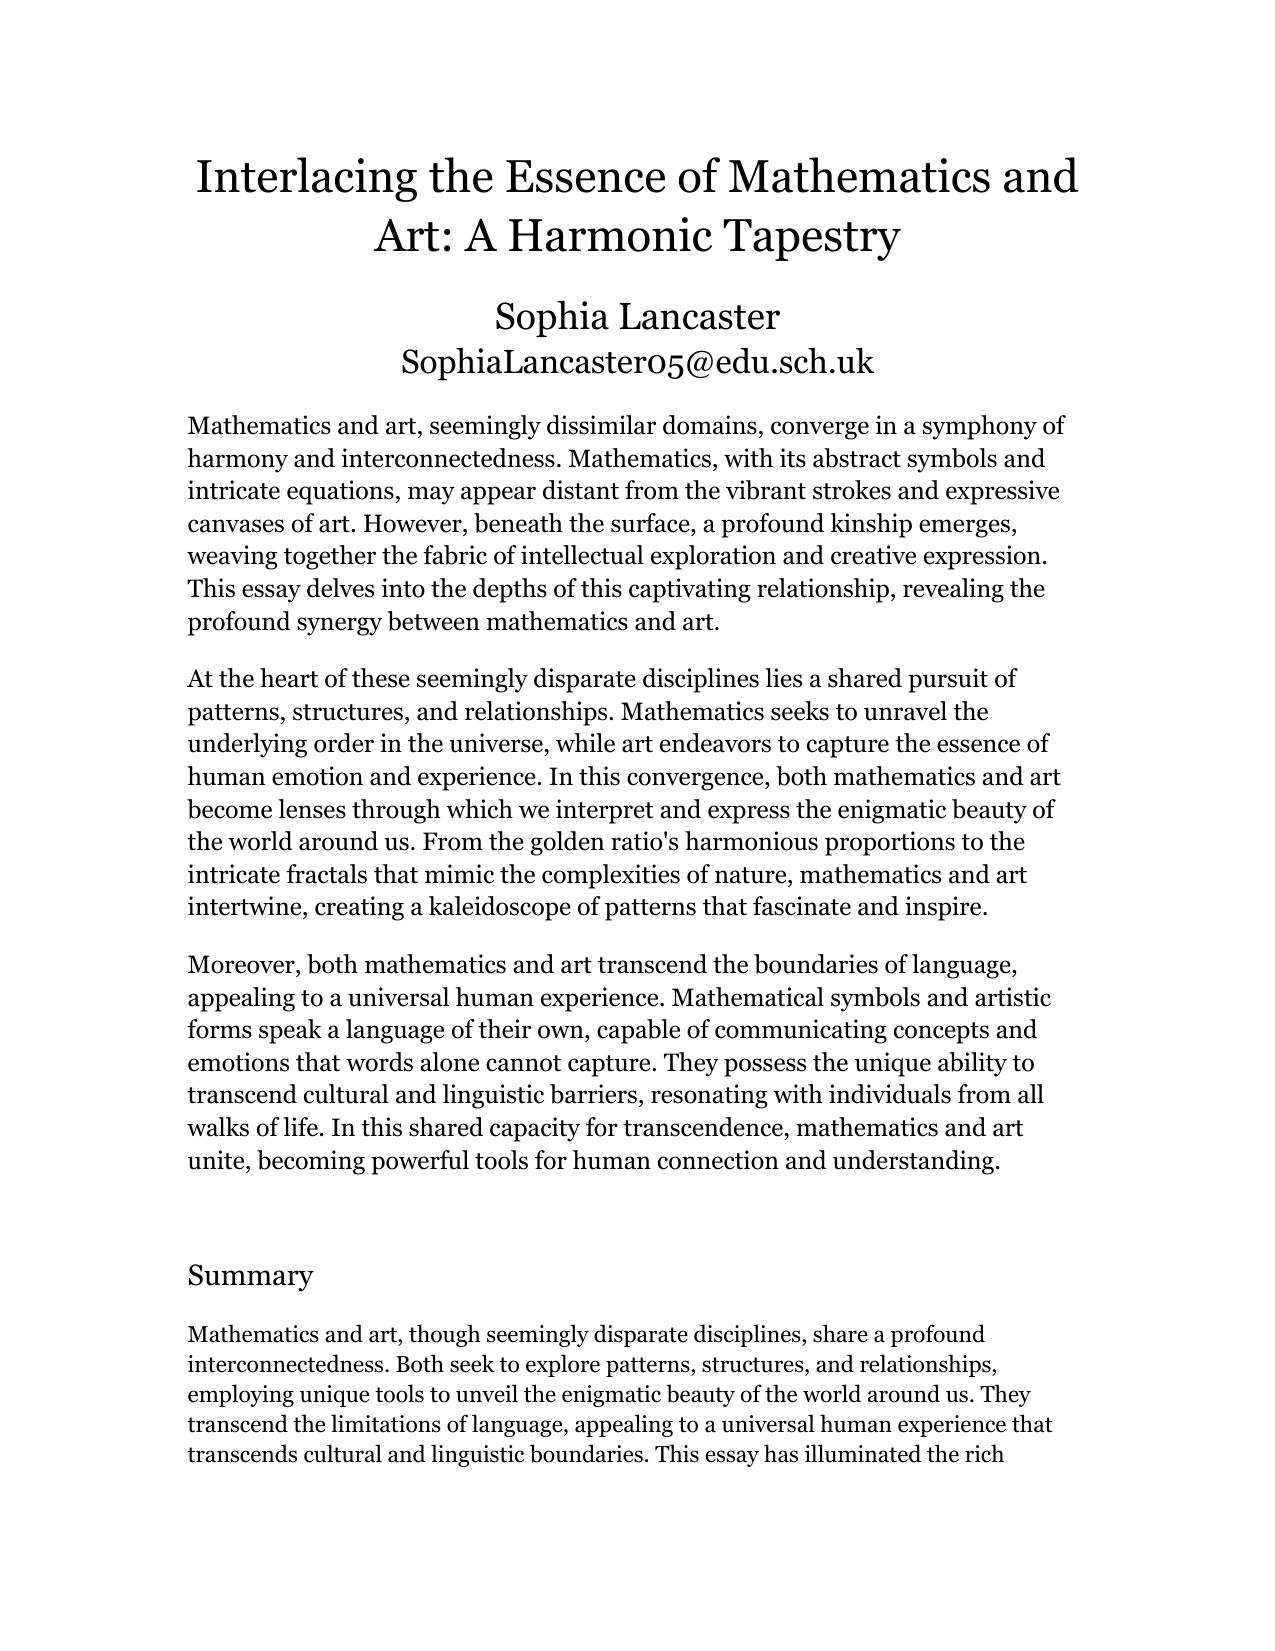 Interlacing the Essence of Mathematics and
Art: A Harmonic Tapestry
Sophia Lancaster
SophiaLancaster05@edu.sch.uk
Mathematics and art, seemingly dissimilar domains, converge in a symphony of
harmony and interconnectedness. Mathematics, with its abstract symbols and
intricate equations, may appear distant from the vibrant strokes and expressive
canvases of art. However, beneath the surface, a profound kinship emerges,
weaving together the fabric of intellectual exploration and creative expression.
This essay delves into the depths of this captivating relationship, revealing the
profound synergy between mathematics and art.
At the heart of these seemingly disparate disciplines lies a shared pursuit of
patterns, structures, and relationships. Mathematics seeks to unravel the
underlying order in the universe, while art endeavors to capture the essence of
human emotion and experience. In this convergence, both mathematics and art
become lenses through which we interpret and express the enigmatic beauty of
the world around us. From the golden ratio's harmonious proportions to the
intricate fractals that mimic the complexities of nature, mathematics and art
intertwine, creating a kaleidoscope of patterns that fascinate and inspire.
Moreover, both mathematics and art transcend the boundaries of language,
appealing to a universal human experience. Mathematical symbols and artistic
forms speak a language of their own, capable of communicating concepts and
emotions that words alone cannot capture. They possess the unique ability to
transcend cultural and linguistic barriers, resonating with individuals from all
walks of life. In this shared capacity for transcendence, mathematics and art
unite, becoming powerful tools for human connection and understanding.
Summary
Mathematics and art, though seemingly disparate disciplines, share a profound
interconnectedness. Both seek to explore patterns, structures, and relationships,
employing unique tools to unveil the enigmatic beauty of the world around us. They
transcend the limitations of language, appealing to a universal human experience that
transcends cultural and linguistic boundaries. This essay has illuminated the rich